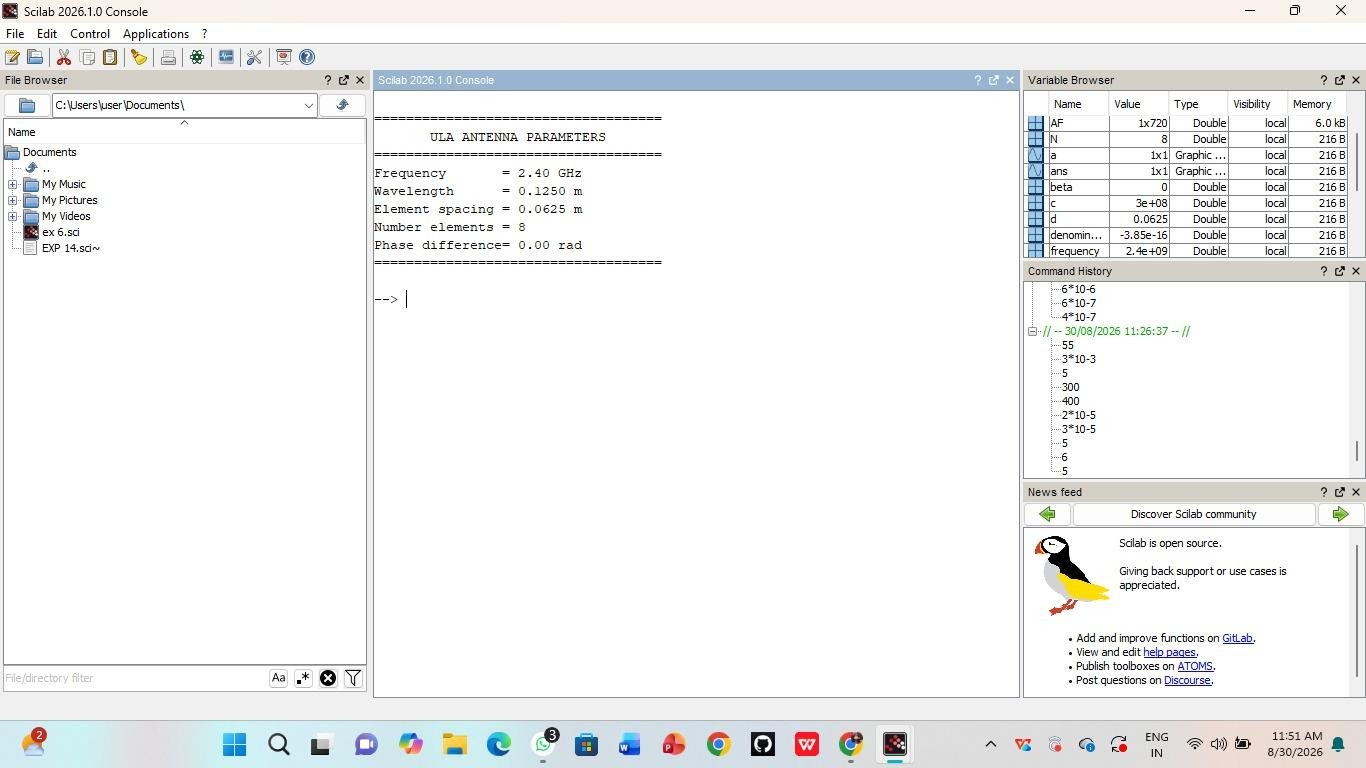 Scilab 2026.1.0 Console
File Edit Control Applications ?
File Browser ? 
C:\Users\user\Documents\
Name
Documents
..
My Music
My Pictures
My Videos
ex 6.sci
EXP 14.sci~
File/directory filter
Aa
.*
Scilab 2026.1.0 Console ?
====================================
ULA ANTENNA PARAMETERS
====================================
Frequency = 2.40 GHz
Wavelength = 0.1250 m
Element spacing = 0.0625 m
Number elements = 8
Phase difference= 0.00 rad
====================================
-->
Variable Browser ?
Name Value Type Visibility Memory
AF 1x720 Double local 6.0 kB
N 8 Double local 216 B
a 1x1 Graphic ... local 216 B
ans 1x1 Graphic ... local 216 B
beta 0 Double local 216 B
c 3e+08 Double local 216 B
d 0.0625 Double local 216 B
denomin... -3.85e-16 Double local 216 B
frequency 2.4e+09 Double local 216 B
Command History ?
6*10-6
6*10-7
4*10-7
// -- 30/08/2026 11:26:37 -- //
55
3*10-3
5
300
400
2*10-5
3*10-5
5
6
5
News feed ?
Discover Scilab community
Scilab is open source.
Giving back support or use cases is
appreciated.
• Add and improve functions on GitLab.
• View and edit help pages.
• Publish toolboxes on ATOMS.
• Post questions on Discourse.
2
3
ENG
IN
11:51 AM
8/30/2026